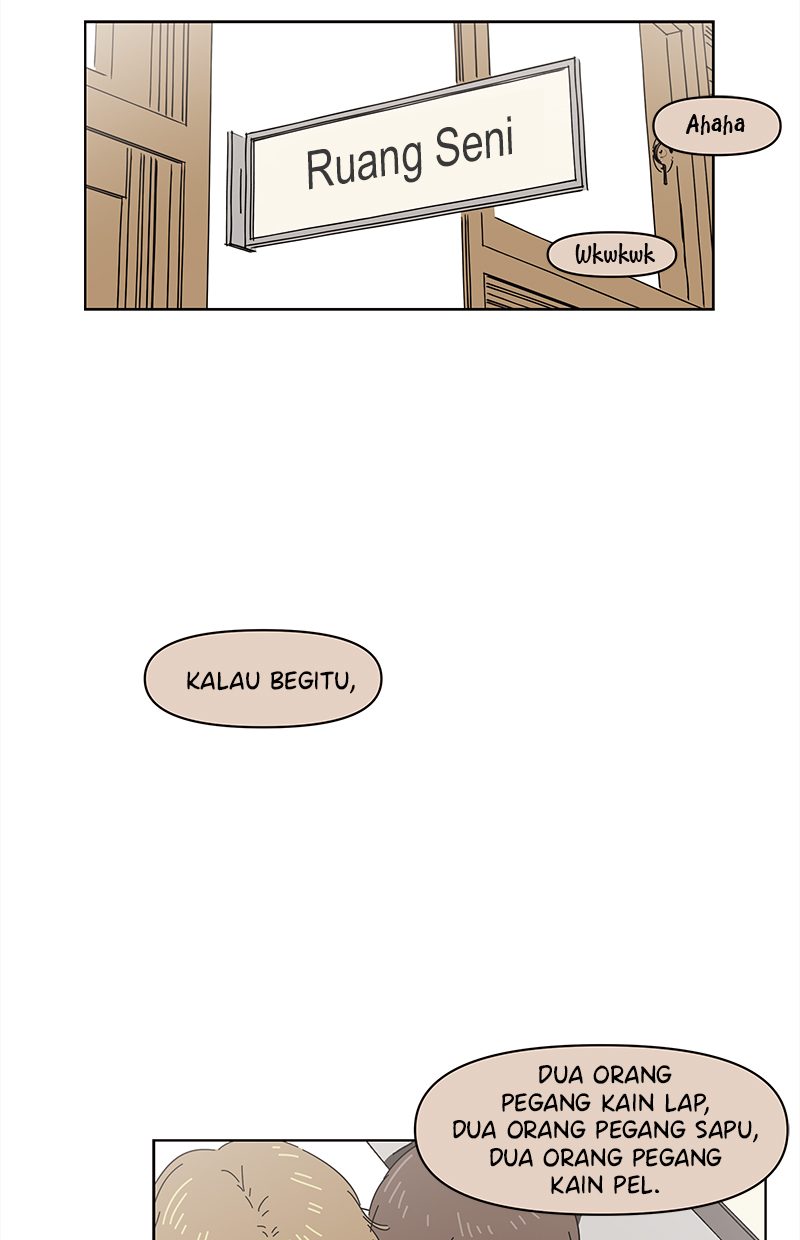 Ruang Seni
Ahaha
Wkwkwk
KALAU BEGITU,
DUA ORANG
PEGANG KAIN LAP,
DUA ORANG PEGANG SAPU,
DUA ORANG PEGANG
KAIN PEL.